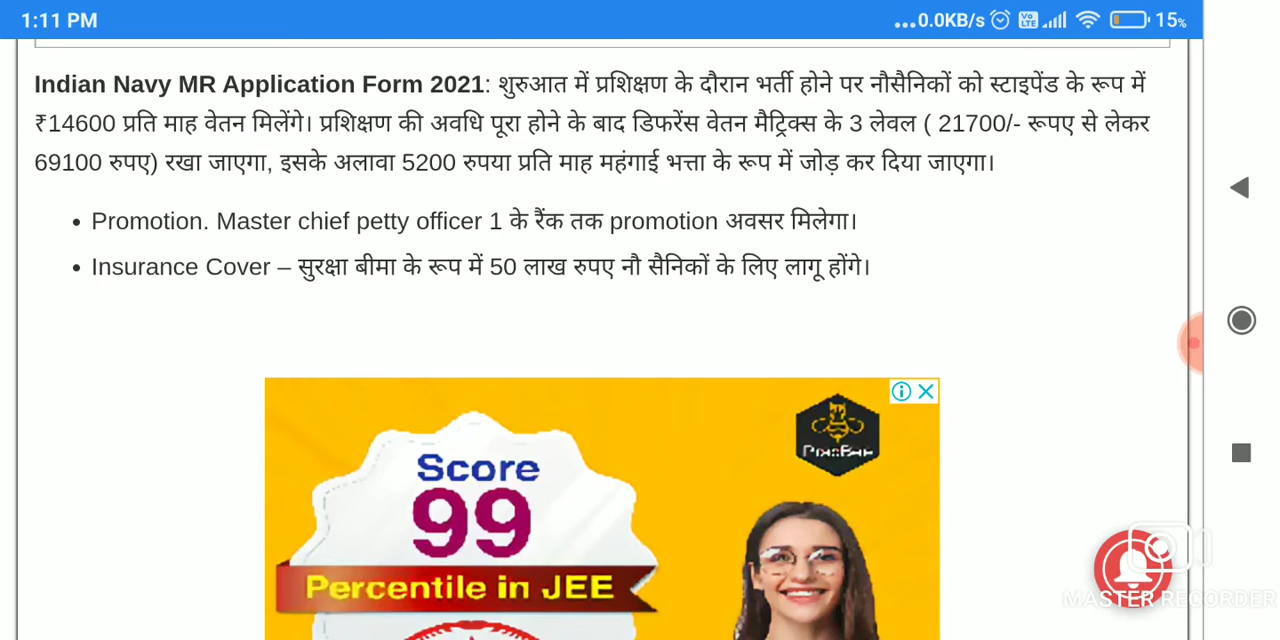 1:11 PM
...0.0KB/s Vo LTE 15%
Indian Navy MR Application Form 2021: शुरुआत में प्रशिक्षण के दौरान भर्ती होने पर नौसैनिकों को स्टाइपेंड के रूप में
₹14600 प्रति माह वेतन मिलेंगे। प्रशिक्षण की अवधि पूरा होने के बाद डिफरेंस वेतन मैट्रिक्स के 3 लेवल ( 21700/- रूपए से लेकर
69100 रुपए) रखा जाएगा, इसके अलावा 5200 रुपया प्रति माह महंगाई भत्ता के रूप में जोड़ कर दिया जाएगा।
• Promotion. Master chief petty officer 1 के रैंक तक promotion अवसर मिलेगा।
• Insurance Cover – सुरक्षा बीमा के रूप में 50 लाख रुपए नौ सैनिकों के लिए लागू होंगे।
Score
99
Percentile in JEE
MASTER RECORDER